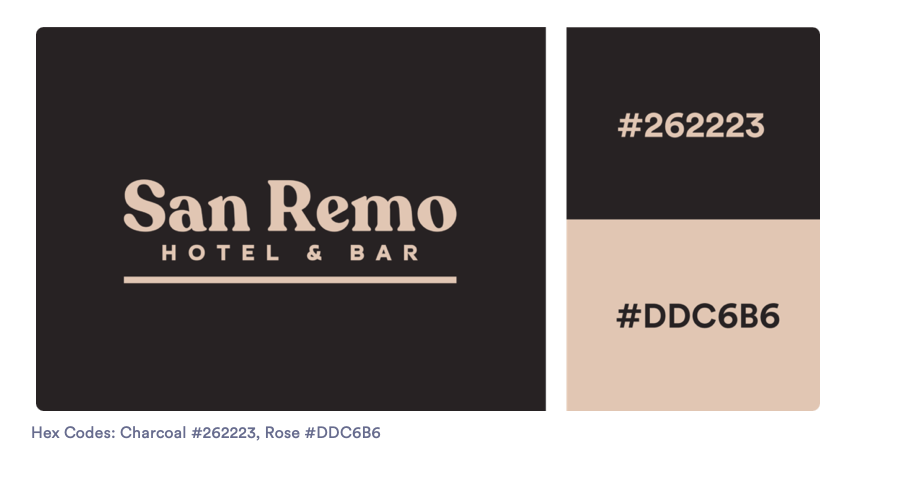 San Remo
HOTEL & BAR
#262223
#DDC6B6
Hex Codes: Charcoal #262223, Rose #DDC6B6